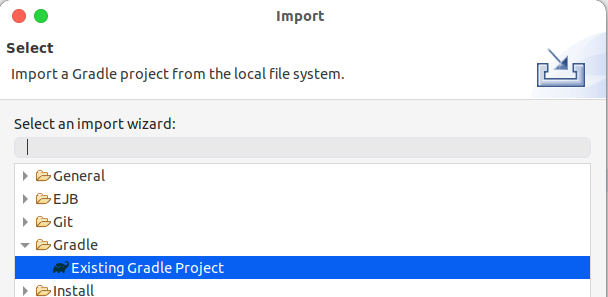 Import
Select
Import a Gradle project from the local file system.
Select an import wizard:
General
EJB
Git
Gradle
Existing Gradle Project
Install